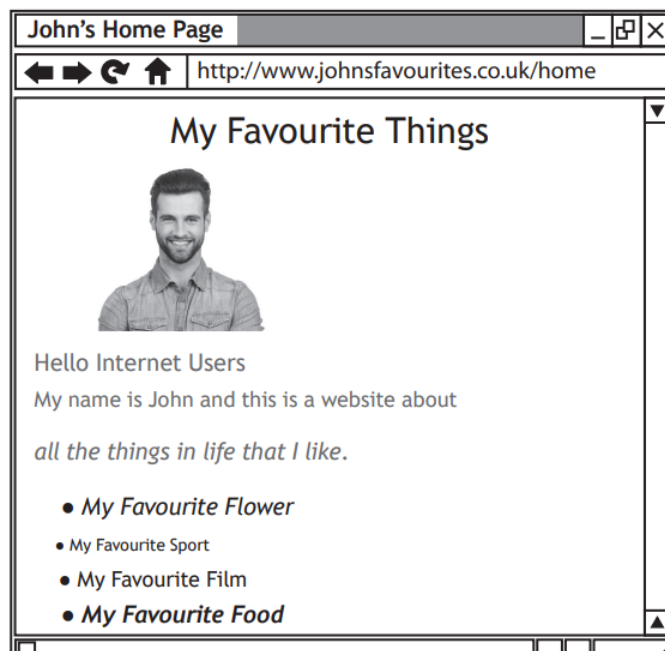 John's Home Page
http://www.johnsfavourites.co.uk/home
My Favourite Things
Hello Internet Users
My name is John and this is a website about
all the things in life that I like.
• My Favourite Flower
• My Favourite Sport
• My Favourite Film
• My Favourite Food